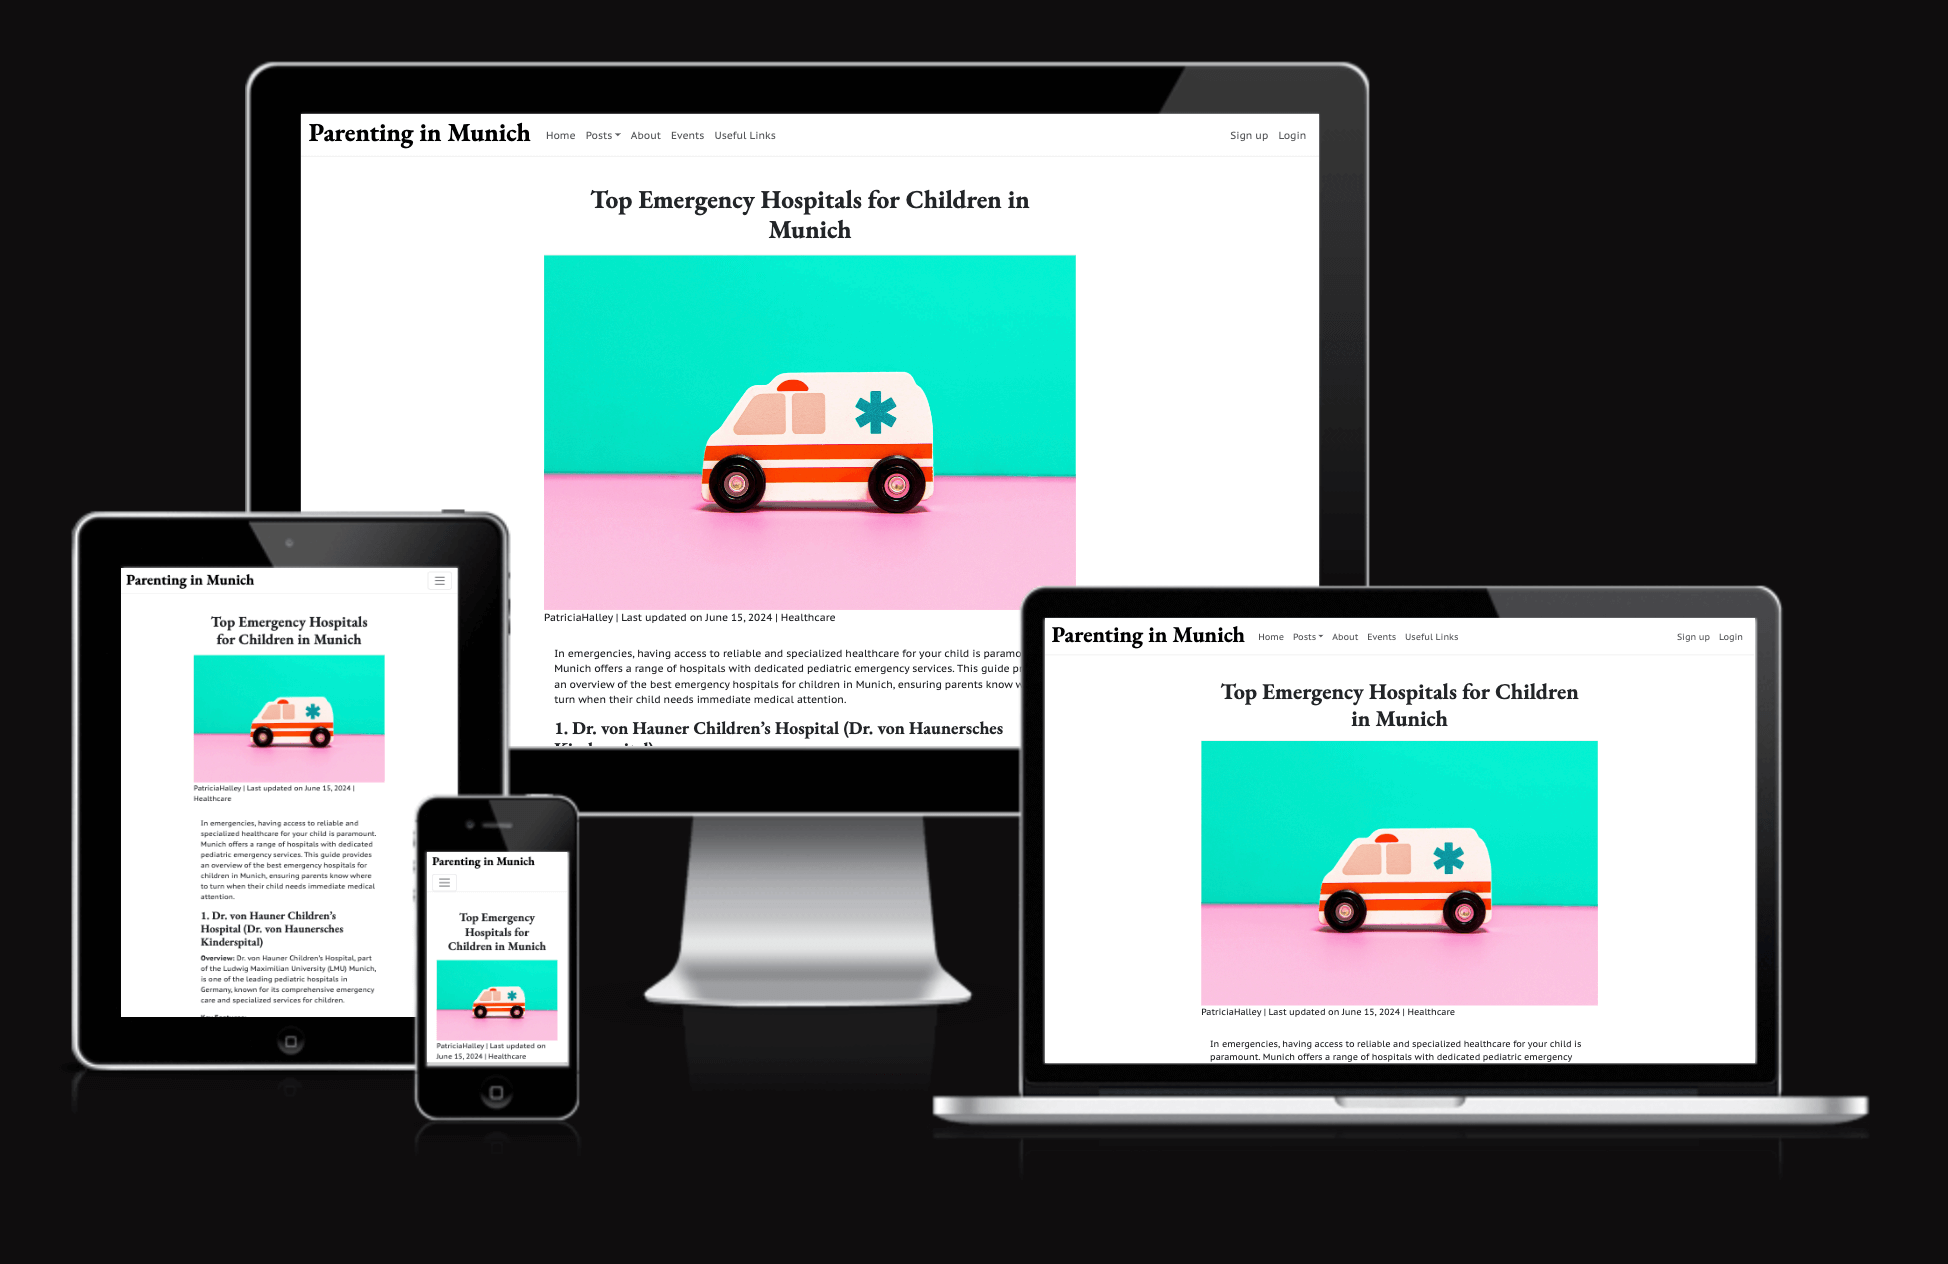 Parenting in Munich Home Posts About Events Useful Links Sign up Login
Top Emergency Hospitals for Children in
Munich
PatriciaHalley | Last updated on June 15, 2024 | Healthcare
In emergencies, having access to reliable and specialized healthcare for your child is
Munich offers a range of hospitals with dedicated pediatric emergency services. This guide
an overview of the best emergency hospitals for children in Munich, ensuring parents know
turn when their child needs immediate medical attention.
1. Dr. von Hauner Children's Hospital (Dr. von Haunersches
Parenting in Munich
Top Emergency Hospitals
for Children in Munich
PatriciaHalley | Last updated on June 15, 2024 |
Healthcare
In emergencies, having access to reliable and
specialized healthcare for your child is paramount.
Munich offers a range of hospitals with dedicated
pediatric emergency services. This guide provides
an overview of the best emergency hospitals for
children in Munich, ensuring parents know where
to turn when their child needs immediate medical
attention.
1. Dr. von Hauner Children's
Hospital (Dr. von Haunersches
Kinderspital)
Overview: Dr. von Hauner Children's Hospital, part
of the Ludwig Maximilian University (LMU) Munich,
is one of the leading pediatric hospitals in
Germany, known for its comprehensive emergency
care and specialized services for children.
Parenting in Munich
Top Emergency
Hospitals for
Children in Munich
PatriciaHalley | Last updated on
June 15, 2024 | Healthcare
Parenting in Munich Home Posts About Events Useful Links Sign up Login
Top Emergency Hospitals for Children
in Munich
PatriciaHalley | Last updated on June 15, 2024 | Healthcare
In emergencies, having access to reliable and specialized healthcare for your child is
paramount. Munich offers a range of hospitals with dedicated pediatric emergency